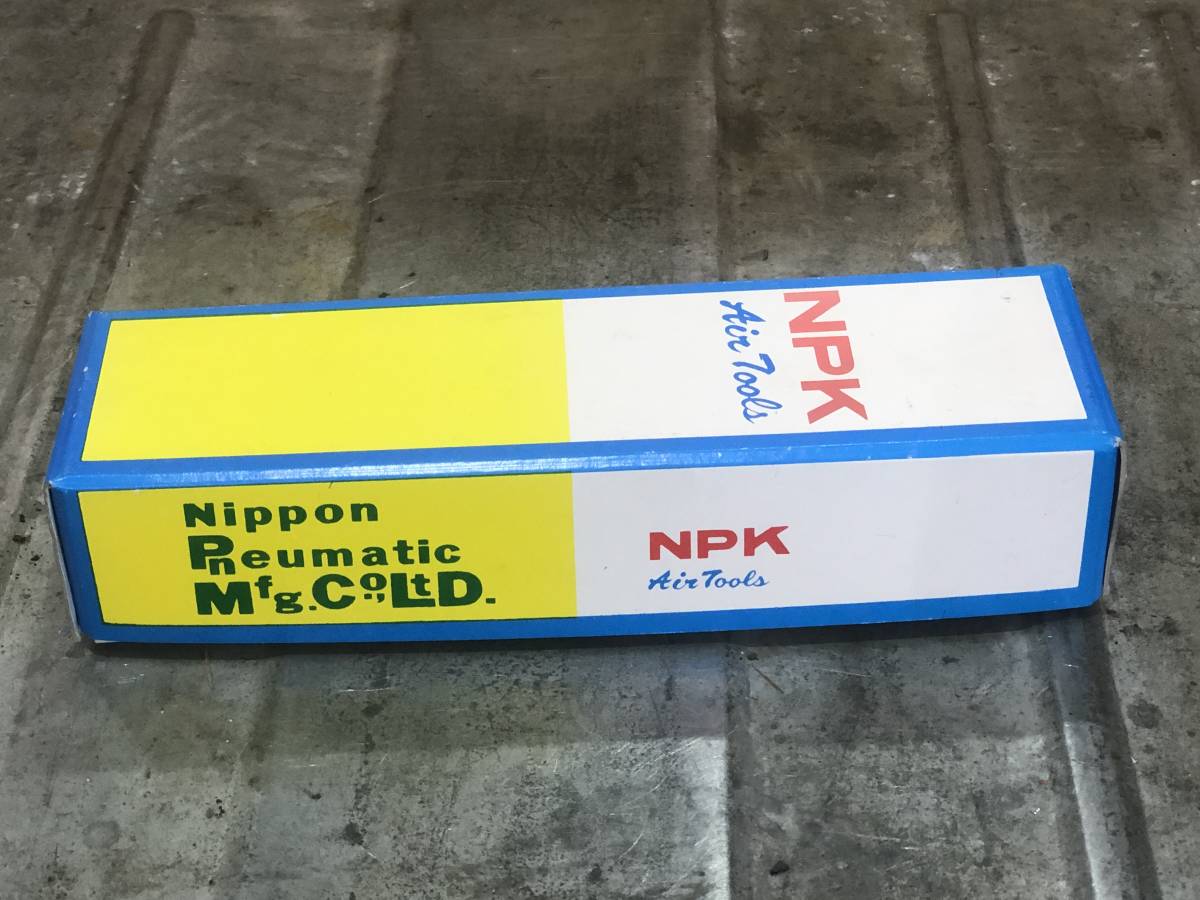 NPK
Air Tools
Nippon
Pneumatic
Mfg.Co.,LtD.
NPK
Air Tools